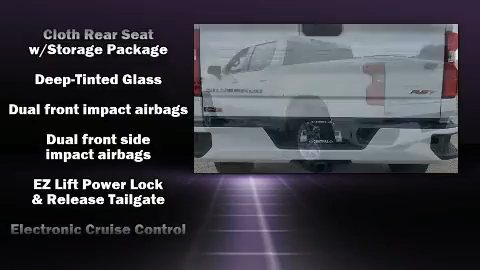 Cloth Rear Seat
w/Storage Package
Deep-Tinted Glass
Dual front impact airbags
Dual front side
impact airbags
EZ Lift Power Lock
& Release Tailgate
Electronic Cruise Control
RST